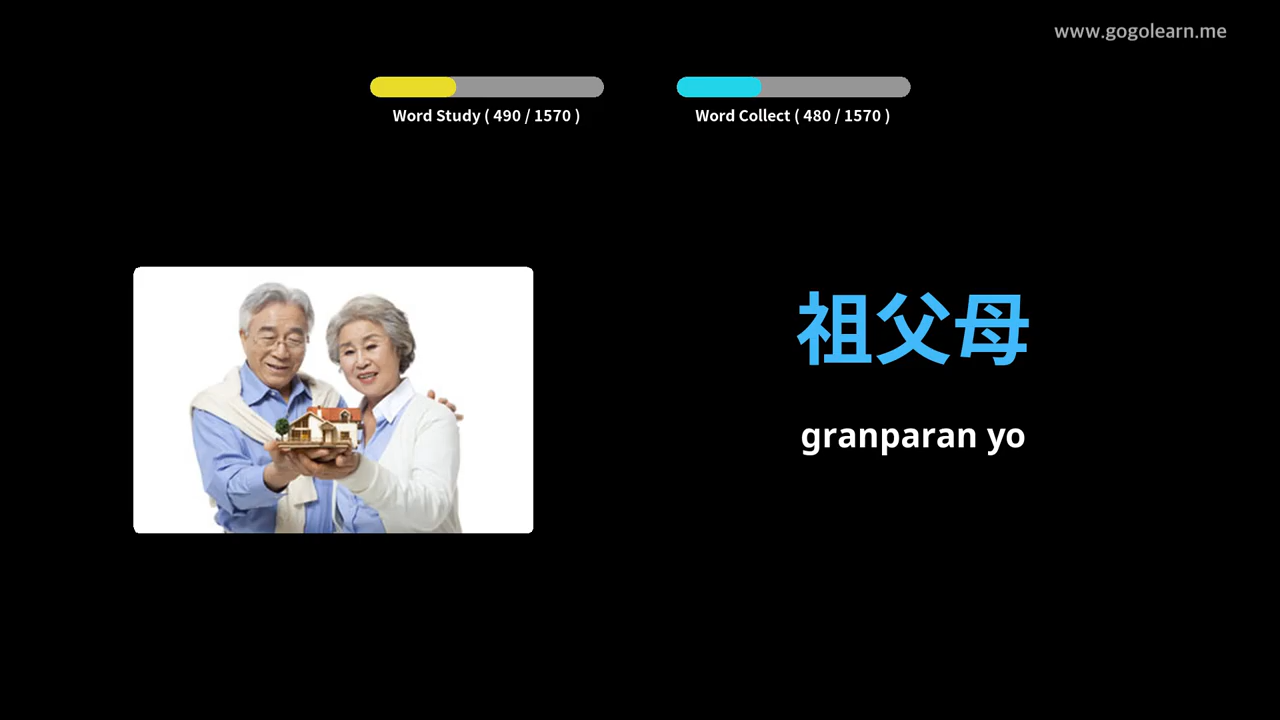 www.gogolearn.me
Word Study ( 490 / 1570 )
Word Collect ( 480 / 1570 )
祖父母
granparan yo